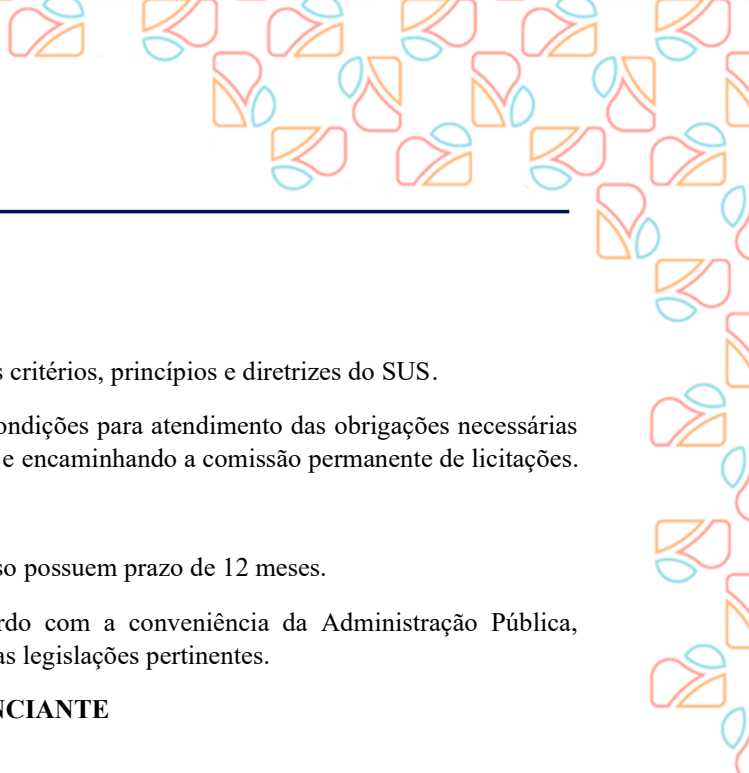 s critérios, princípios e diretrizes do SUS.
ondições para atendimento das obrigações necessárias
e encaminhando a comissão permanente de licitações.
so possuem prazo de 12 meses.
rdo com a conveniência da Administração Pública,
as legislações pertinentes.
NCIANTE